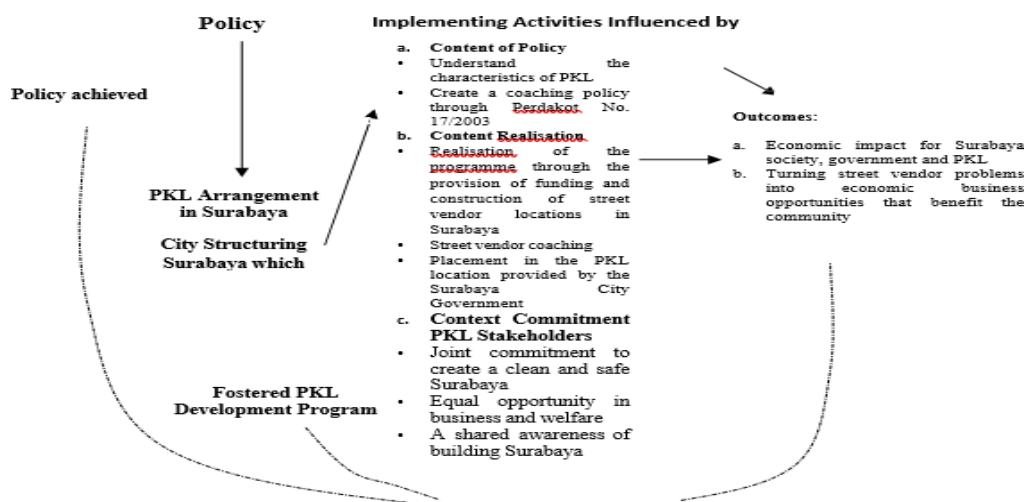 Policy
Policy achieved
PKL Arrangement
in Surabaya
City Structuring
Surabaya which
Fostered PKL
Development Program
Implementing Activities Influenced by
a. Content of Policy
• Understand the
characteristics of PKL
• Create a coaching policy
through Perdakot No.
17/2003
b. Content Realisation
• Realisation of the
programme through the
provision of funding and
construction of street
vendor locations in
Surabaya
• Street vendor coaching
• Placement in the PKL
location provided by the
Surabaya City
Government
c. Context Commitment
PKL Stakeholders
• Joint commitment to
create a clean and safe
Surabaya
• Equal opportunity in
business and welfare
• A shared awareness of
building Surabaya
Outcomes:
a. Economic impact for Surabaya
society, government and PKL
b. Turning street vendor problems
into economic business
opportunities that benefit the
community